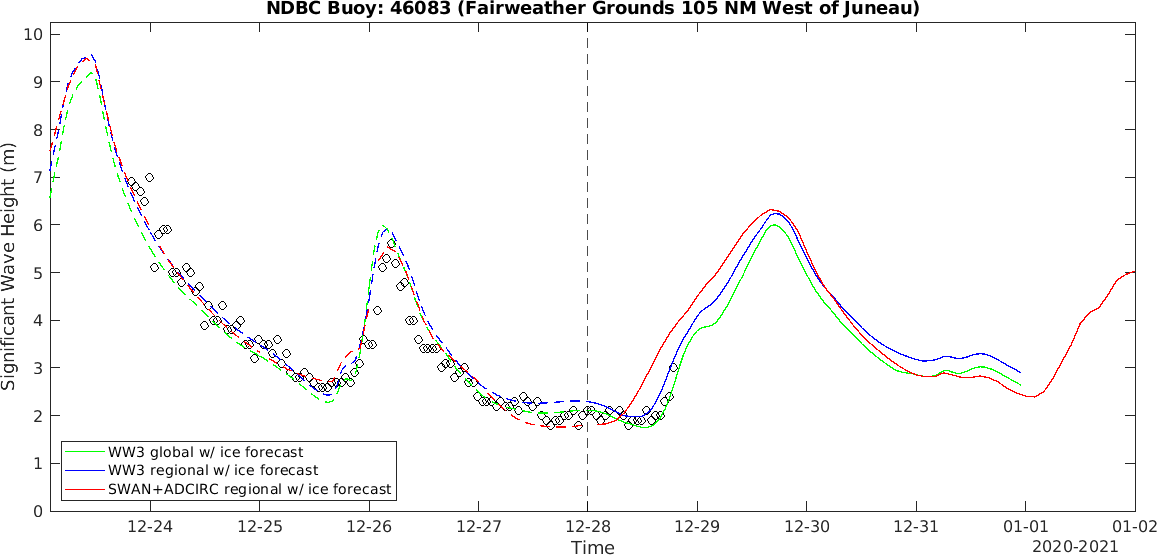 NDBC Buoy: 46083 (Fairweather Grounds 105 NM West of Juneau)
10
9
8
7
6
5
4
3
2
1
0
Significant Wave Height (m)
WW3 global w/ ice forecast
WW3 regional w/ ice forecast
SWAN+ADCIRC regional w/ ice forecast
12-24 12-25 12-26 12-27 12-28 12-29 12-30 12-31 01-01 01-02
Time
2020-2021